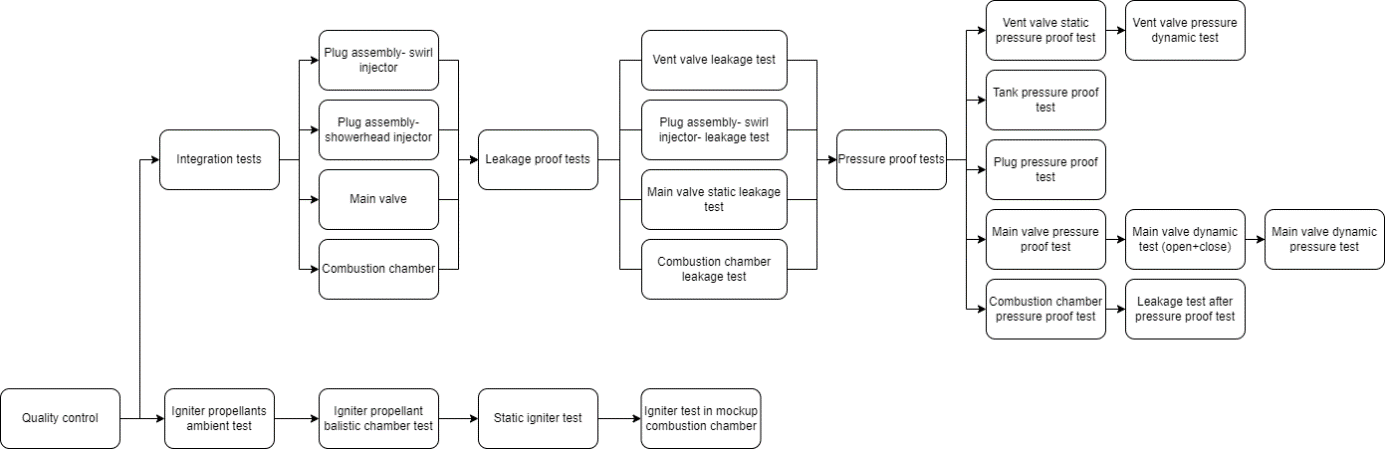 Plug assembly- swirl
injector
Plug assembly-
showerhead injector
Integration tests
Main valve
Combustion chamber
Leakage proof tests
Vent valve leakage test
Plug assembly- swirl
injector- leakage test
Main valve static leakage
test
Combustion chamber
leakage test
Pressure proof tests
Vent valve static
pressure proof test
Vent valve pressure
dynamic test
Tank pressure proof
test
Plug pressure proof
test
Main valve pressure
proof test
Main valve dynamic
test (open+close)
Main valve dynamic
pressure test
Combustion chamber
pressure proof test
Leakage test after
pressure proof test
Quality control
Igniter propellants
ambient test
Igniter propellant
balistic chamber test
Static igniter test
Igniter test in mockup
combustion chamber